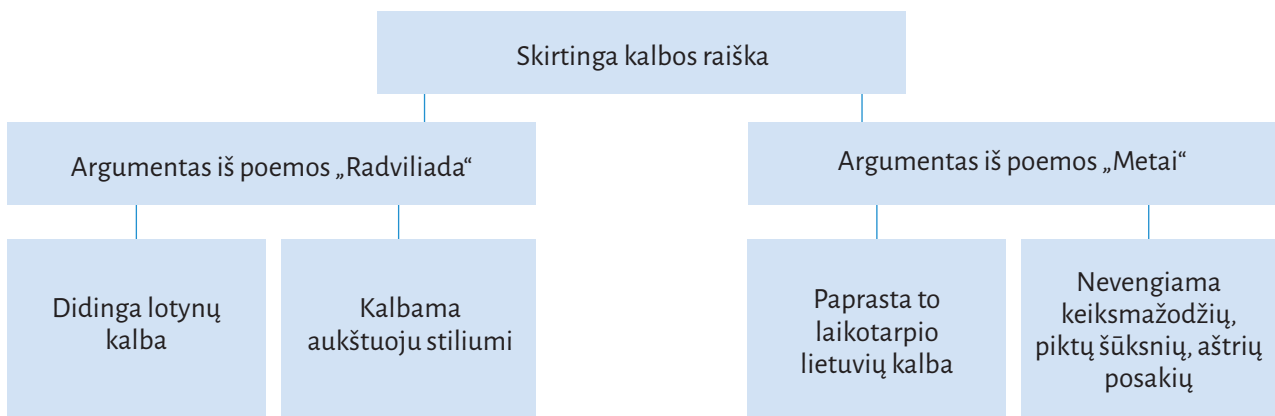 Skirtinga kalbos raiška
Argumentas iš poemos „Radviliada“
Argumentas iš poemos „Metai“
Didinga lotynų
kalba
Kalbama
aukštuoju stiliumi
Paprasta to
laikotarpio
lietuvių kalba
Nevengiama
keiksmažodžių,
piktų šūksnių, aštrių
posakių